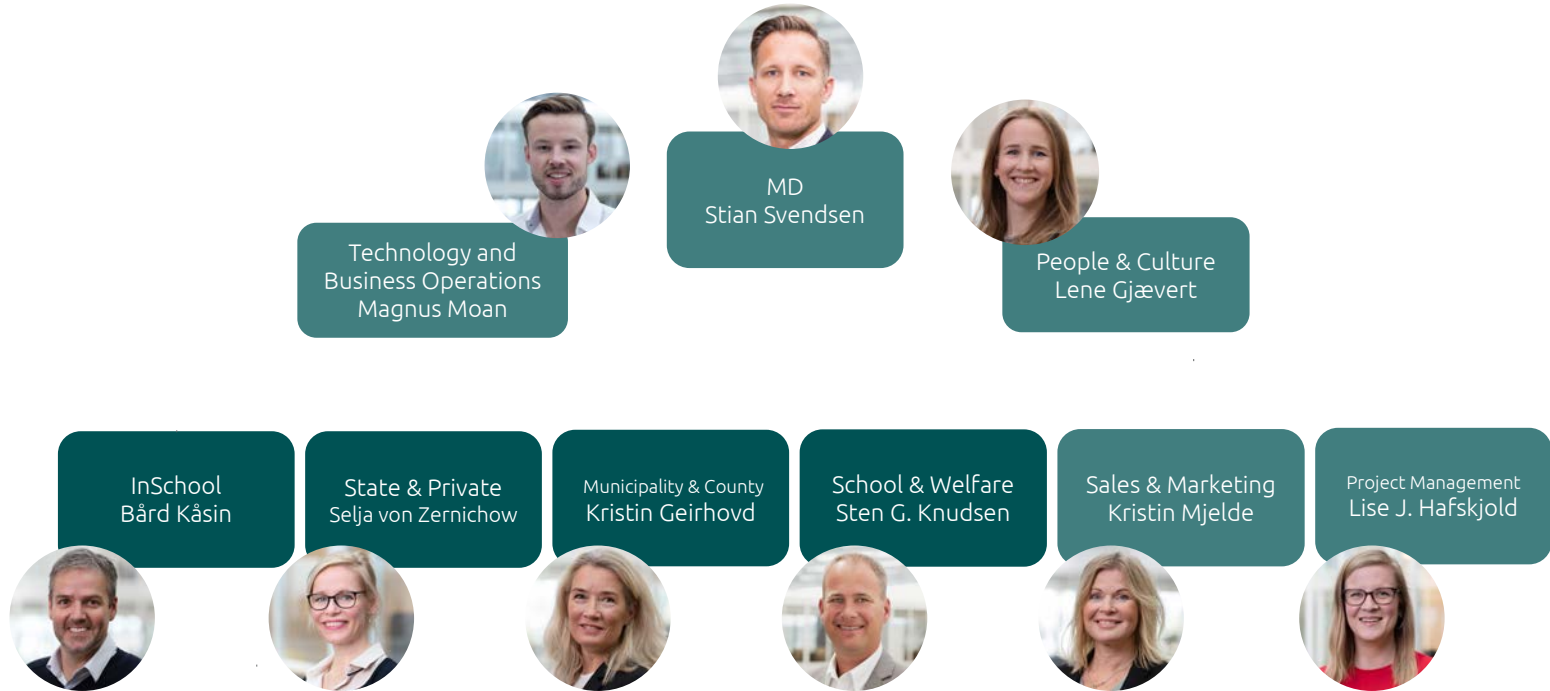 MD
Stian Svendsen
Technology and
Business Operations
Magnus Moan
People & Culture
Lene Gjævert
InSchool
Bård Kåsin
State & Private
Selja von Zernichow
Municipality & County
Kristin Geirhovd
School & Welfare
Sten G. Knudsen
Sales & Marketing
Kristin Mjelde
Project Management
Lise J. Hafskjold